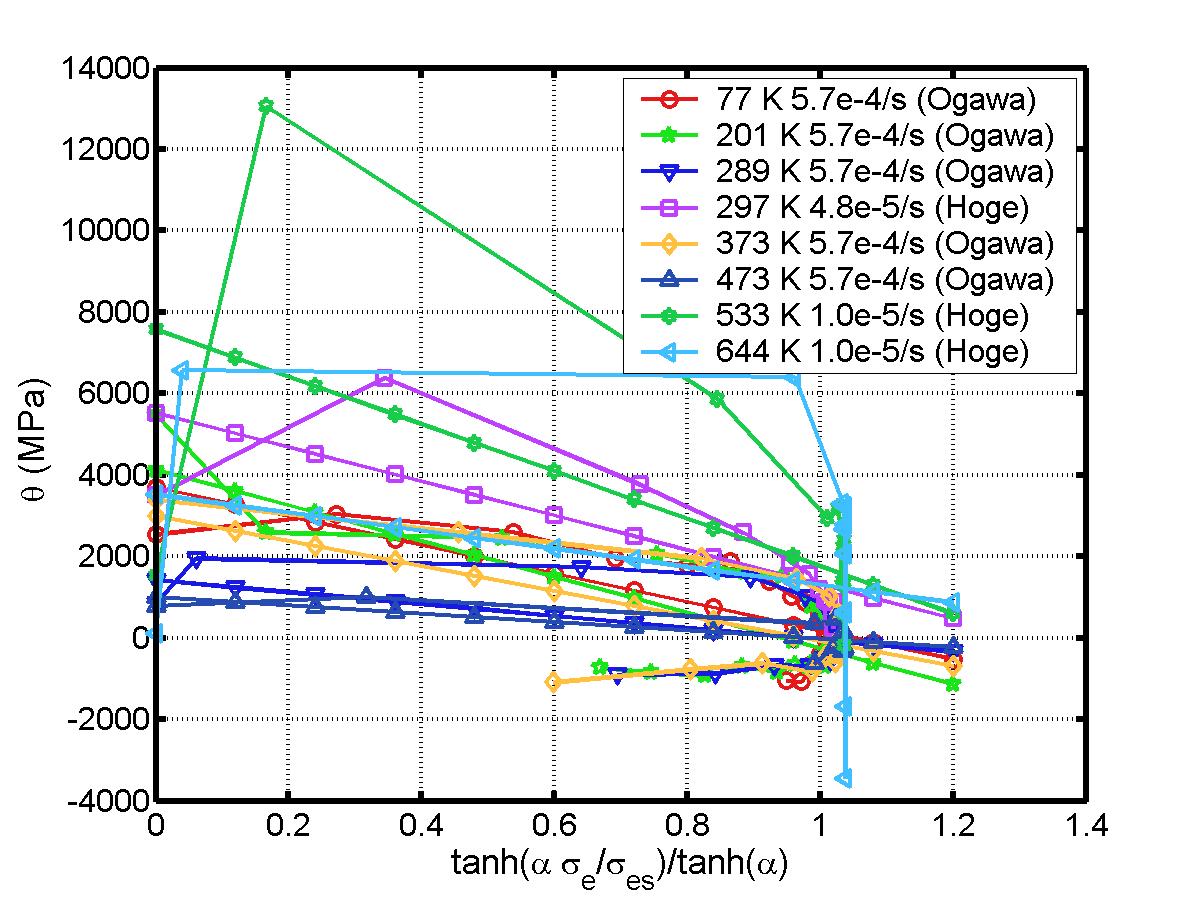 14000
12000
10000
8000
6000
4000
2000
0
-2000
-4000
θ (MPa)
77 K 5.7e-4/s (Ogawa)
201 K 5.7e-4/s (Ogawa)
289 K 5.7e-4/s (Ogawa)
297 K 4.8e-5/s (Hoge)
373 K 5.7e-4/s (Ogawa)
473 K 5.7e-4/s (Ogawa)
533 K 1.0e-5/s (Hoge)
644 K 1.0e-5/s (Hoge)
0 0.2 0.4 0.6 0.8 1 1.2 1.4
tanh(α σe/σes)/tanh(α)